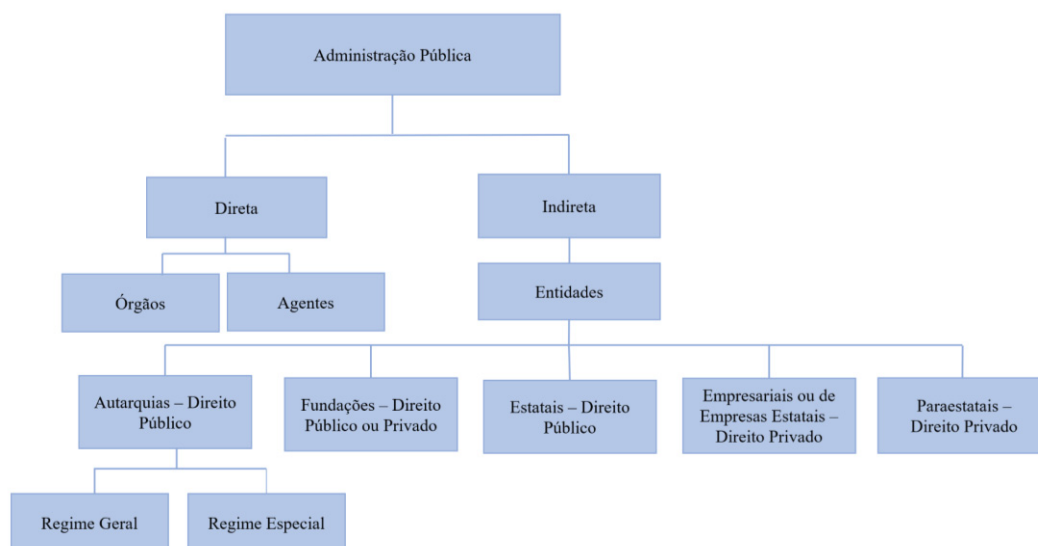 Administração Pública
Direta
Indireta
Órgãos
Agentes
Entidades
Autarquias – Direito
Público
Fundações – Direito
Público ou Privado
Estatais – Direito
Público
Empresariais ou de
Empresas Estatais –
Direito Privado
Paraestatais –
Direito Privado
Regime Geral
Regime Especial